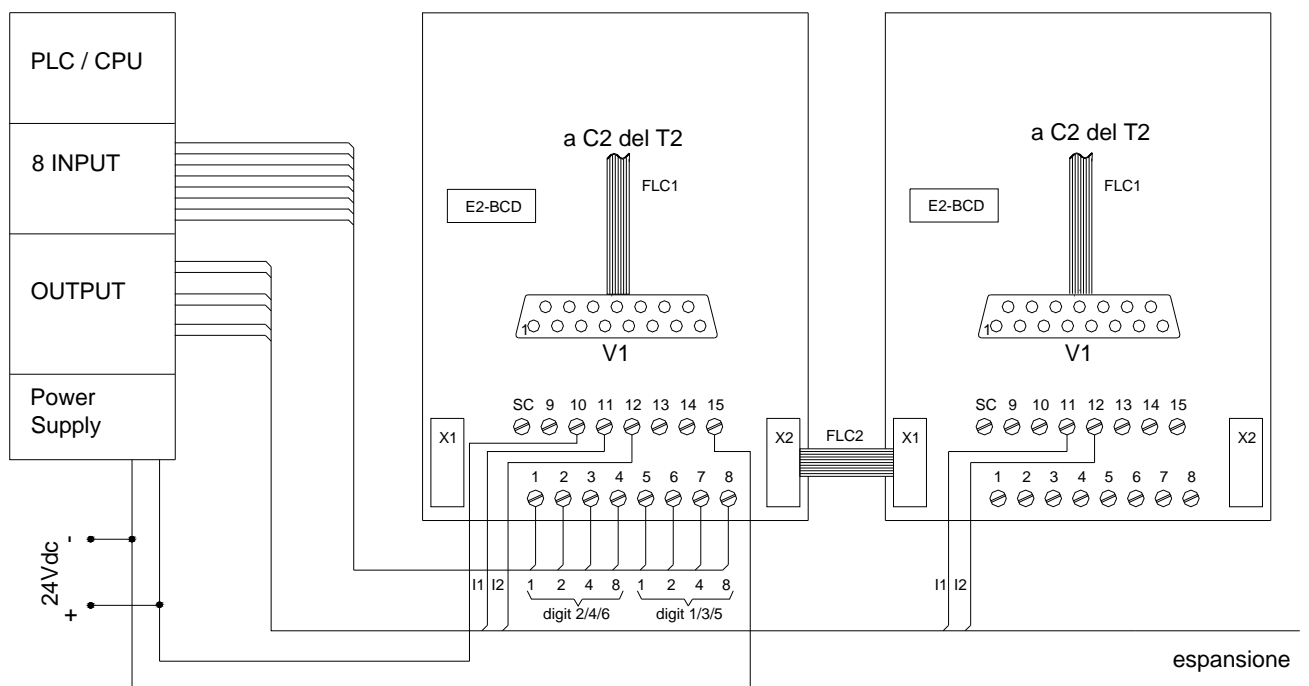 PLC / CPU
8 INPUT
OUTPUT
Power
Supply
24Vdc
-
+
a C2 del T2
FLC1
E2-BCD
1
V1
SC 9 10 11 12 13 14 15
X1
X2
1 2 3 4 5 6 7 8
I1 I2
1 2 4 8 1 2 4 8
digit 2/4/6 digit 1/3/5
FLC2
a C2 del T2
FLC1
E2-BCD
1
V1
SC 9 10 11 12 13 14 15
X1
X2
1 2 3 4 5 6 7 8
I1 I2
espansione